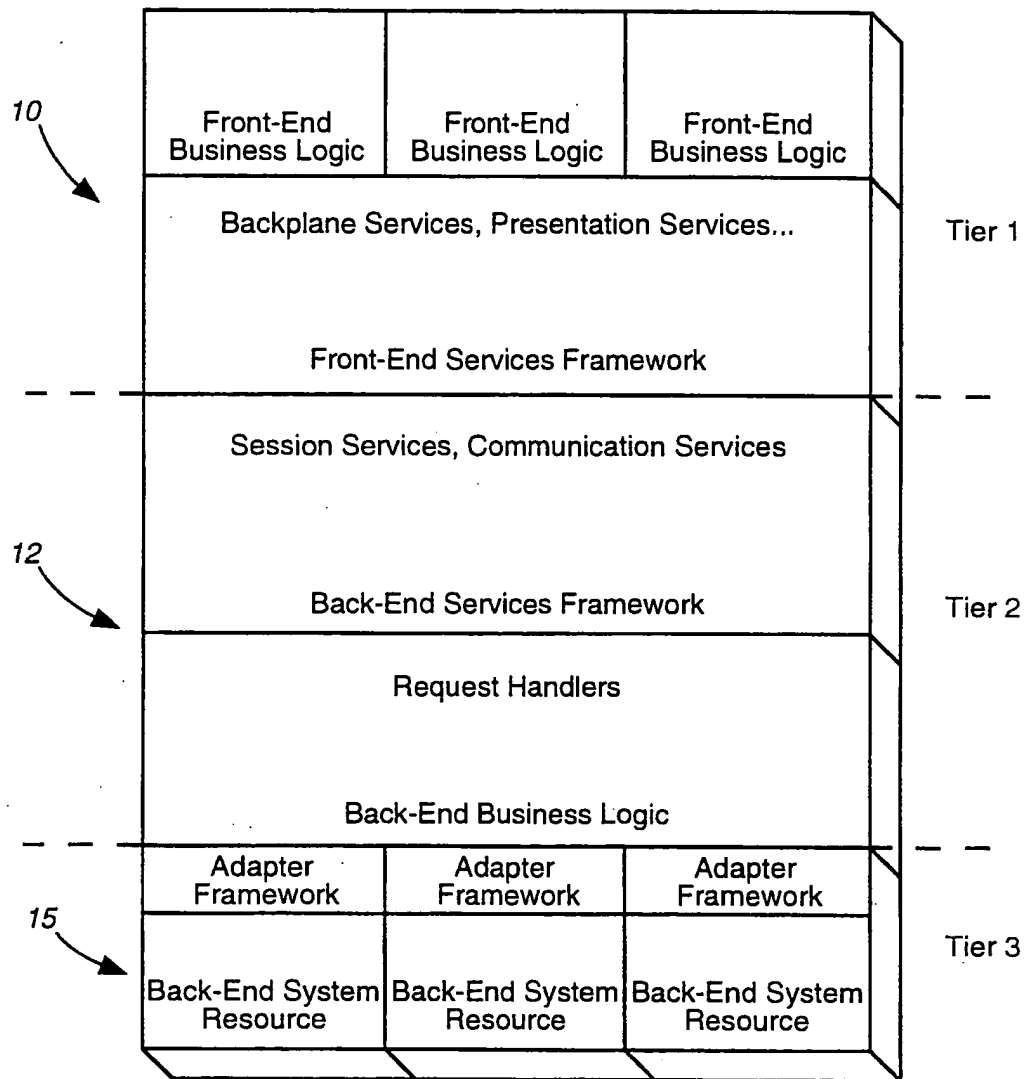 10
Front-End
Business Logic
Front-End
Business Logic
Front-End
Business Logic
Backplane Services, Presentation Services...
Tier 1
Front-End Services Framework
Session Services, Communication Services
12
Back-End Services Framework
Tier 2
Request Handlers
Back-End Business Logic
Adapter
Framework
Adapter
Framework
Adapter
Framework
15
Tier 3
Back-End System
Resource
Back-End System
Resource
Back-End System
Resource